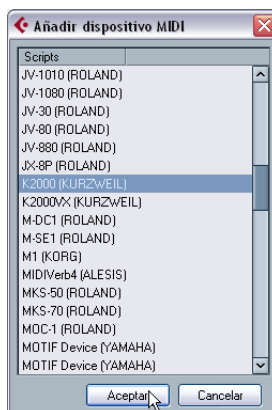 Añadir dispositivo MIDI
Scripts
JV-1010 (ROLAND)
JV-1080 (ROLAND)
JV-30 (ROLAND)
JV-80 (ROLAND)
JV-880 (ROLAND)
JX-8P (ROLAND)
K2000 (KURZWEIL)
K2000VX (KURZWEIL)
M-DC1 (ROLAND)
M-SE1 (ROLAND)
M1 (KORG)
MIDIVerb4 (ALESIS)
MKS-50 (ROLAND)
MKS-70 (ROLAND)
MOC-1 (ROLAND)
MOTIF Device (YAMAHA)
MOTIF Device (YAMAHA)
Aceptar Cancelar